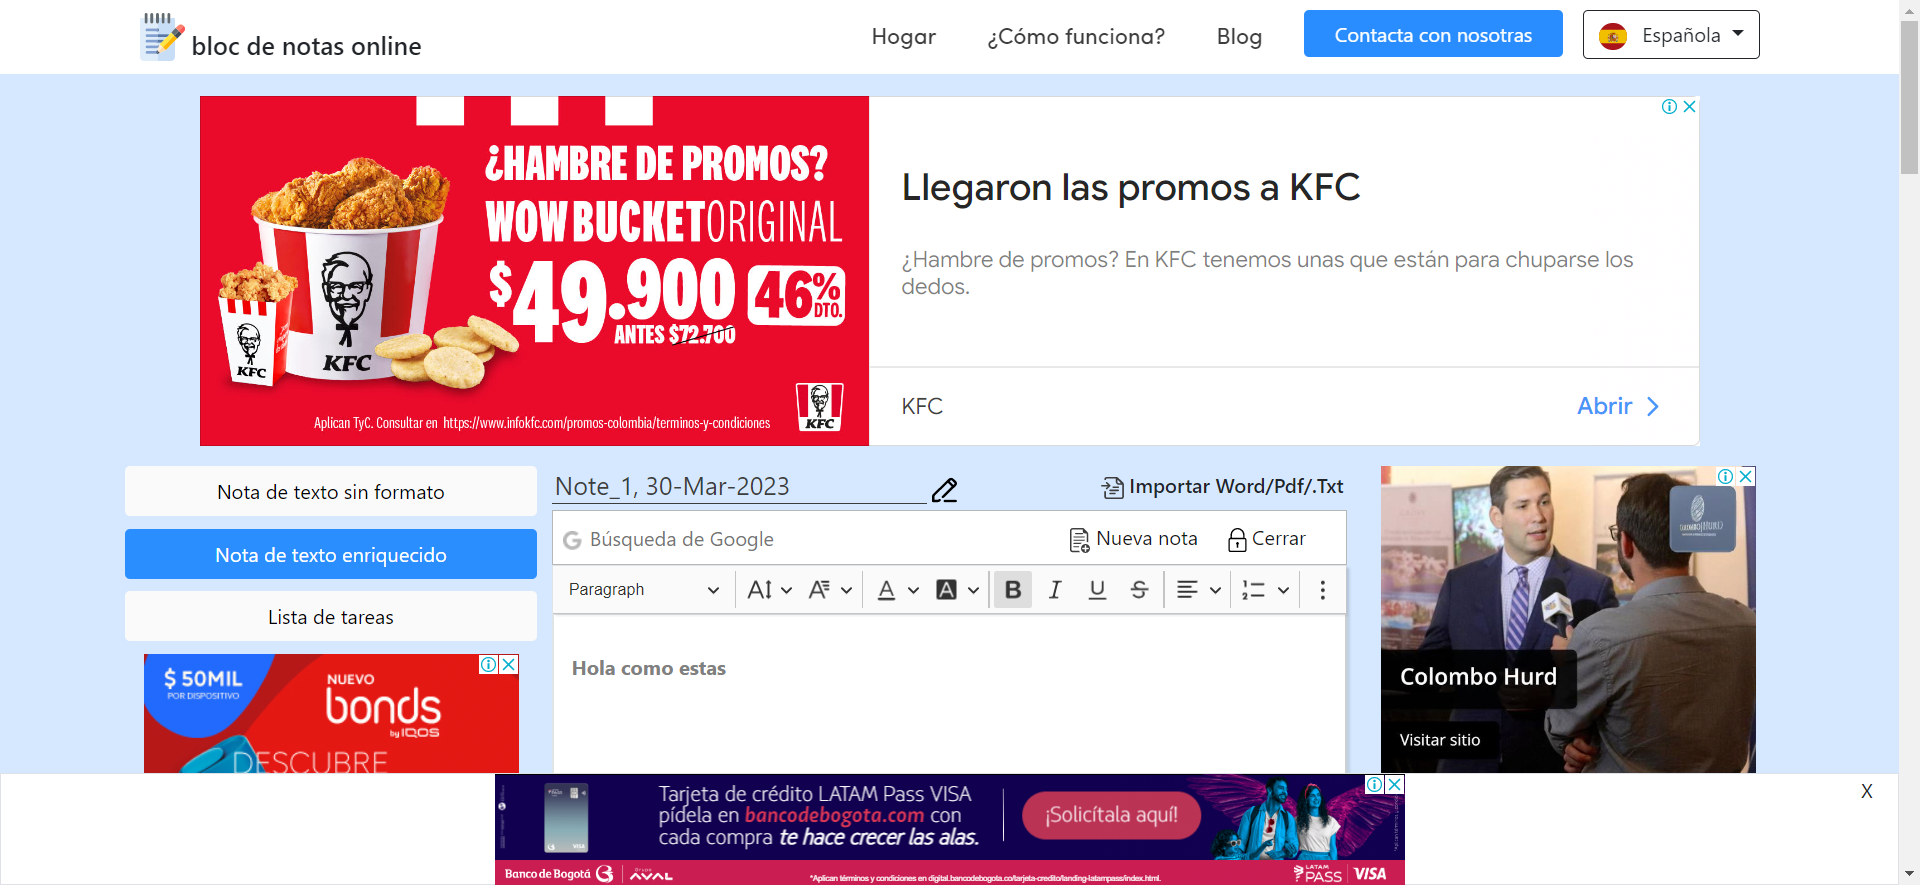 bloc de notas online
Hogar
¿Cómo funciona?
Blog
Contacta con nosotras
Española
¿HAMBRE DE PROMOS?
WOW BUCKET ORIGINAL
$49.900 46% DTO.
ANTES $72.700
KFC
KFC
KFC
Aplican TyC. Consultar en https://www.infokfc.com/promos-colombia/terminos-y-condiciones
Llegaron las promos a KFC
¿Hambre de promos? En KFC tenemos unas que están para chuparse los
dedos.
KFC
Abrir
Nota de texto sin formato
Nota de texto enriquecido
Lista de tareas
Note_1, 30-Mar-2023
Importar Word/Pdf/.Txt
Búsqueda de Google
Nueva nota
Cerrar
Paragraph
Hola como estas
$ 50MIL
POR DISPOSITIVO
NUEVO
bonds
by IQOS
DESCUBRE
COLOMBO HURD
Colombo Hurd
Visitar sitio
Tarjeta de crédito LATAM Pass VISA
pídela en bancodebogota.com con
cada compra te hace crecer las alas.
¡Solicítala aquí!
Banco de Bogotá
Grupo
AVAL
*Aplican términos y condiciones en digital.bancodebogota.co/tarjeta-credito/landing-latampass/index.html.
LATAM
PASS
VISA
X